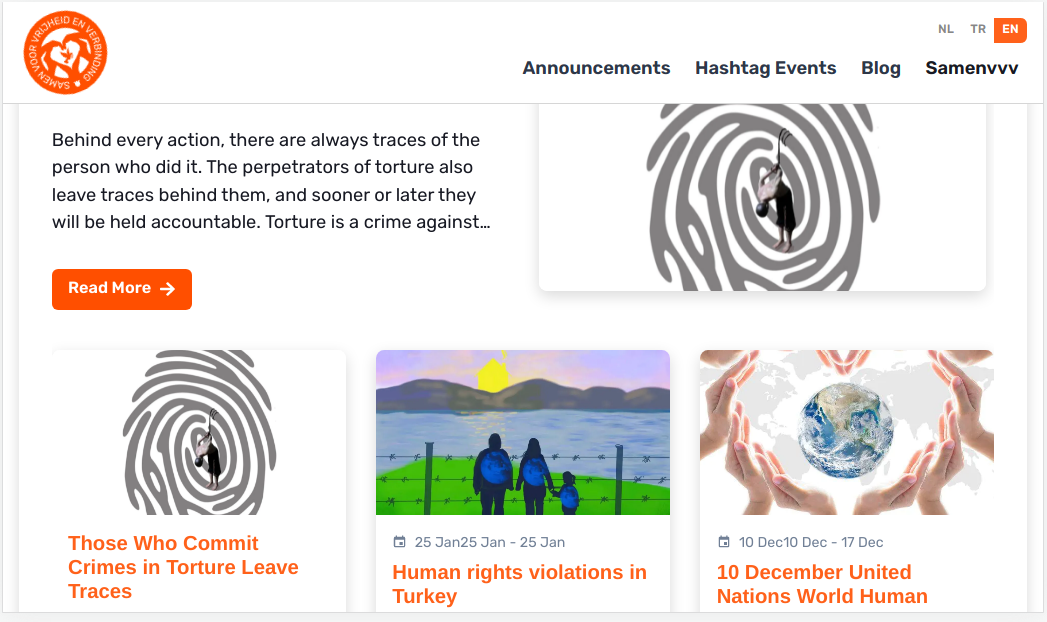 SAMEN VOOR VRIJHEID EN VERBINDING
NL TR EN
Announcements Hashtag Events Blog Samenvvv
Behind every action, there are always traces of the
person who did it. The perpetrators of torture also
leave traces behind them, and sooner or later they
will be held accountable. Torture is a crime against...
Read More
Those Who Commit
Crimes in Torture Leave
Traces
25 Jan25 Jan - 25 Jan
Human rights violations in
Turkey
10 Dec10 Dec - 17 Dec
10 December United
Nations World Human